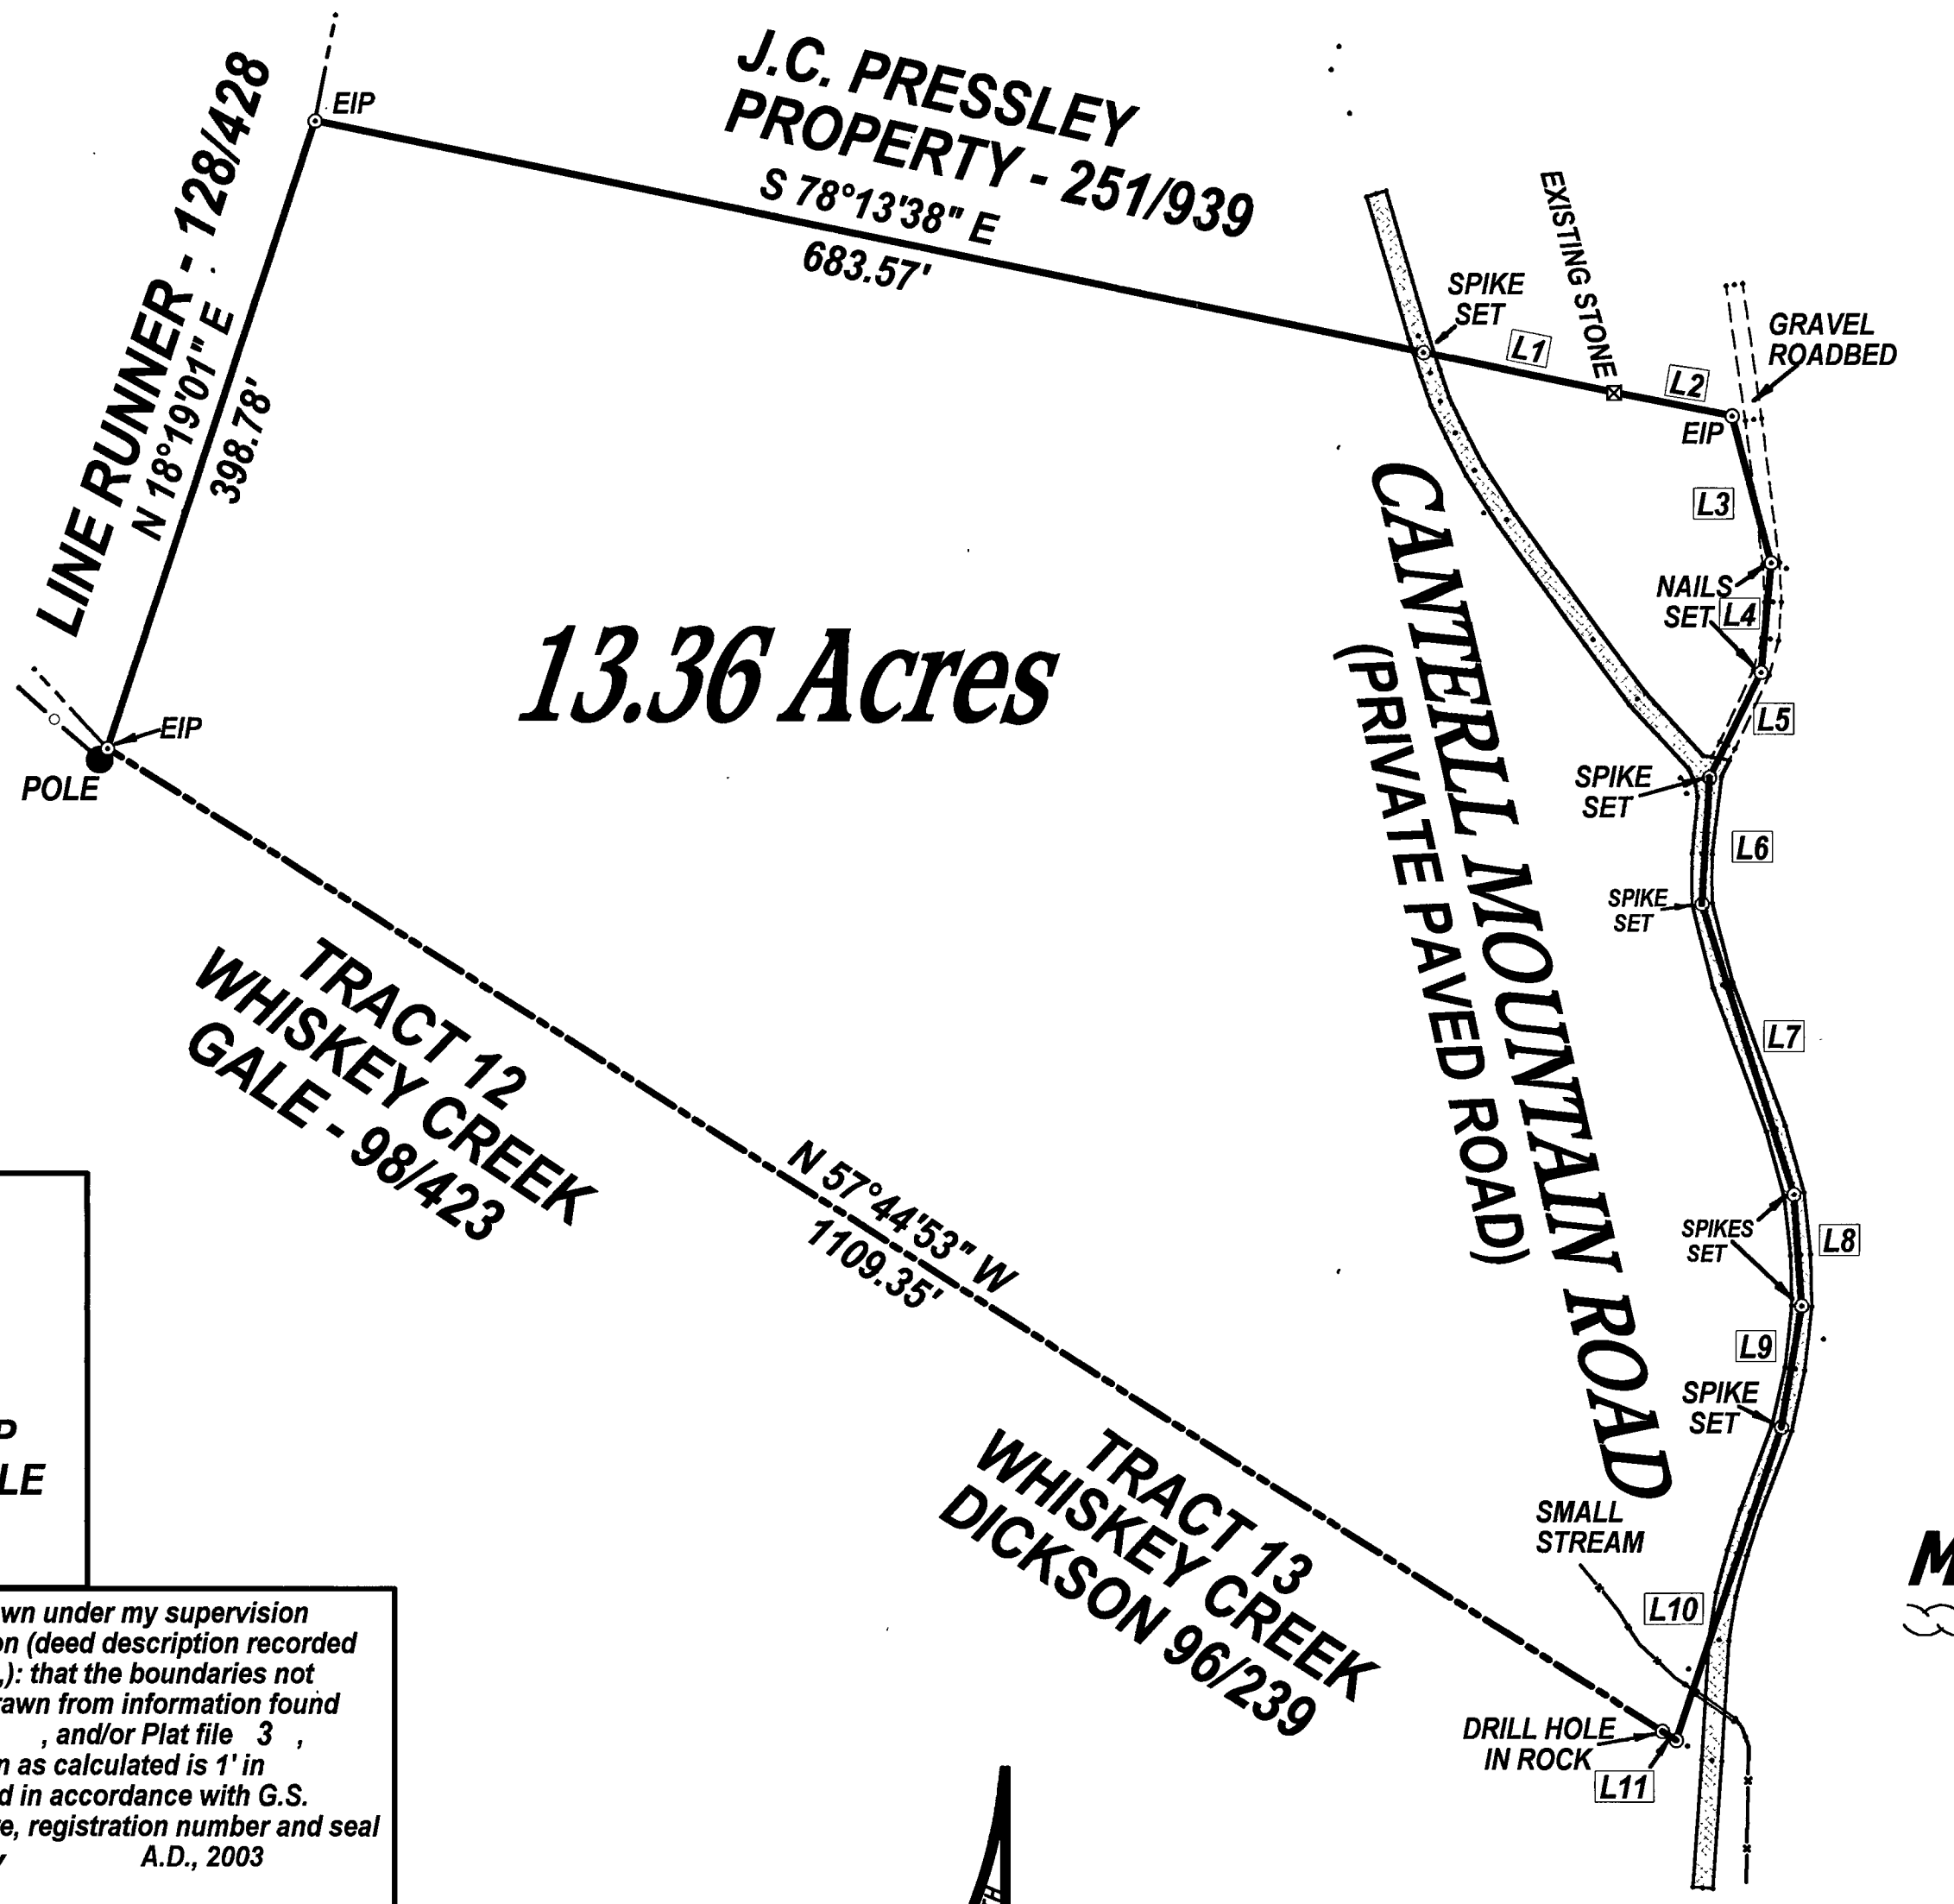 LINE RUNNER - 128/428
N 18°19'01" E
398.78'
EIP
J.C. PRESSLEY
PROPERTY - 251/939
S 78°13'38" E
683.57'
SPIKE
SET
L1
EXISTING STONE
L2
EIP
GRAVEL
ROADBED
L3
NAILS
SET
L4
L5
13.36 Acres
EIP
POLE
CANTERLL MOUNTAIN ROAD
(PRIVATE PAVED ROAD)
SPIKE
SET
L6
SPIKE
SET
L7
TRACT 12
WHISKEY CREEK
GALE - 98/423
N 57°44'53" W
1109.35'
SPIKES
SET
L8
L9
SPIKE
SET
TRACT 13
WHISKEY CREEK
DICKSON 96/239
SMALL
STREAM
L10
DRILL HOLE
IN ROCK
L11
P
LE
M
wn under my supervision
on (deed description recorded
,): that the boundaries not
rawn from information found
, and/or Plat file 3 ,
n as calculated is 1' in
d in accordance with G.S.
e, registration number and seal
A.D., 2003